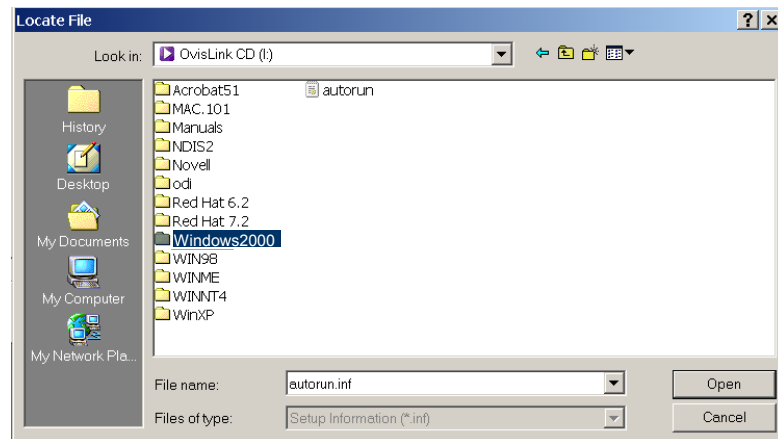 Locate File
? x
Look in: OvisLink CD (I:)
History
Desktop
My Documents
My Computer
My Network Pla...
Acrobat51
MAC.101
Manuals
NDIS2
Novell
odi
Red Hat 6.2
Red Hat 7.2
Windows2000
WIN98
WINME
WINNT4
WinXP
autorun
File name: autorun.inf Open
Files of type: Setup Information (*.inf) Cancel